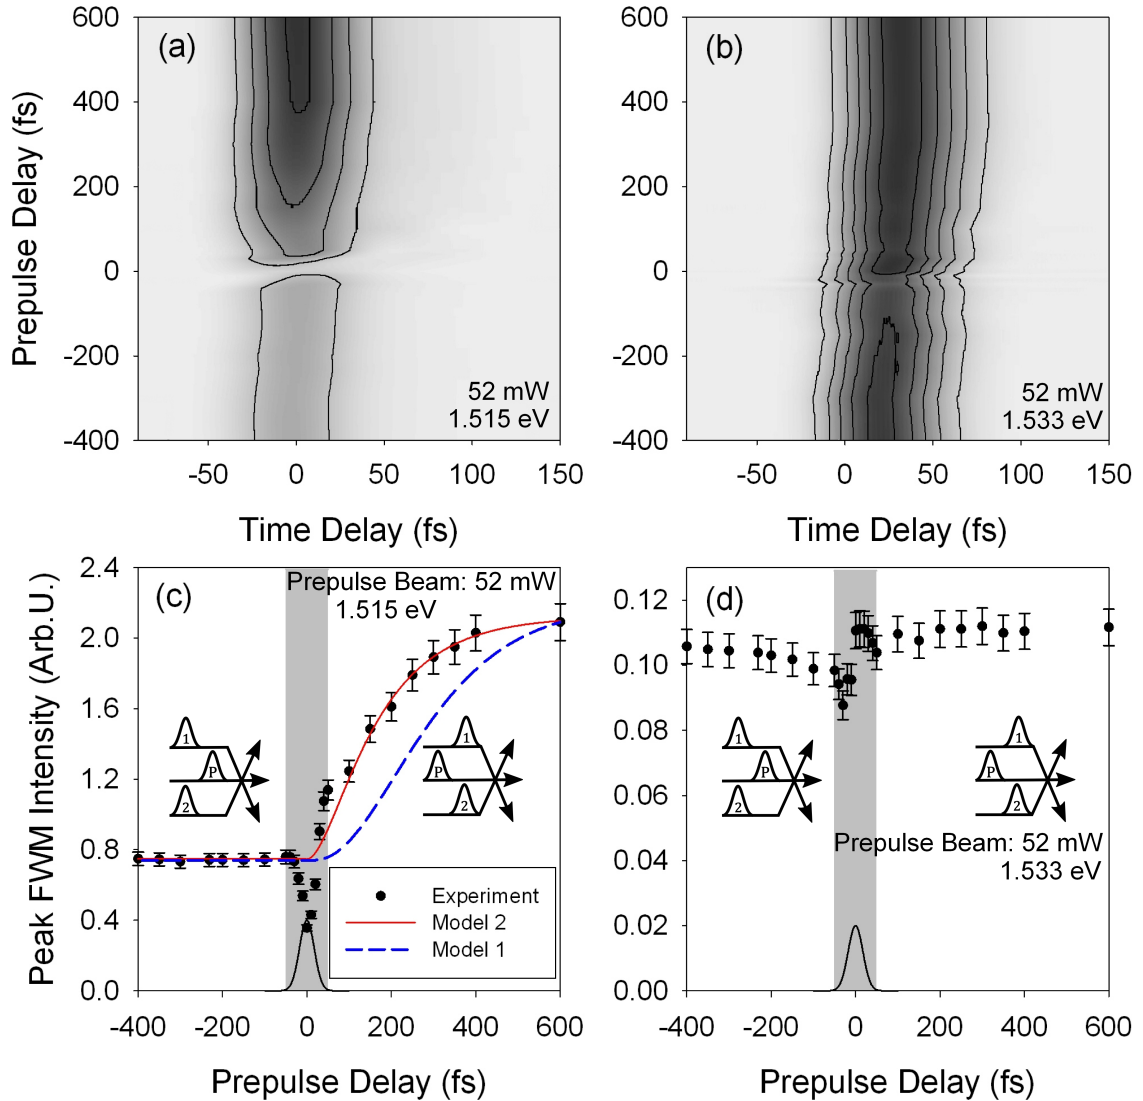 (a)
600
400
200
0
-200
-400
Prepulse Delay (fs)
52 mW
1.515 eV
-50 0 50 100 150
Time Delay (fs)
(b)
600
400
200
0
-200
-400
52 mW
1.533 eV
-50 0 50 100 150
Time Delay (fs)
(c)
Prepulse Beam: 52 mW
1.515 eV
2.4
2.0
1.6
1.2
0.8
0.4
0.0
Peak FWM Intensity (Arb.U.)
1
P
2
1
P
2
Experiment
Model 2
Model 1
-400 -200 0 200 400 600
Prepulse Delay (fs)
(d)
0.12
0.10
0.08
0.06
0.04
0.02
0.00
1
P
2
1
P
2
Prepulse Beam: 52 mW
1.533 eV
-400 -200 0 200 400 600
Prepulse Delay (fs)